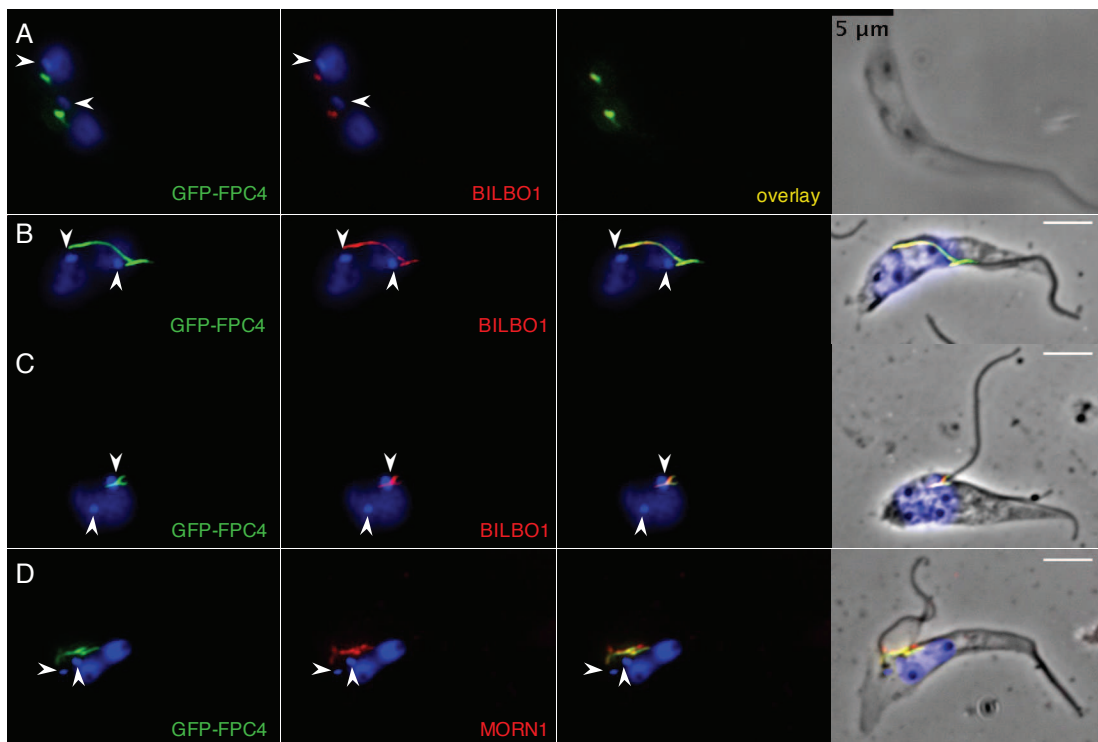 A
GFP-FPC4
BILBO1
overlay
5 µm
B
GFP-FPC4
BILBO1
C
GFP-FPC4
BILBO1
D
GFP-FPC4
MORN1